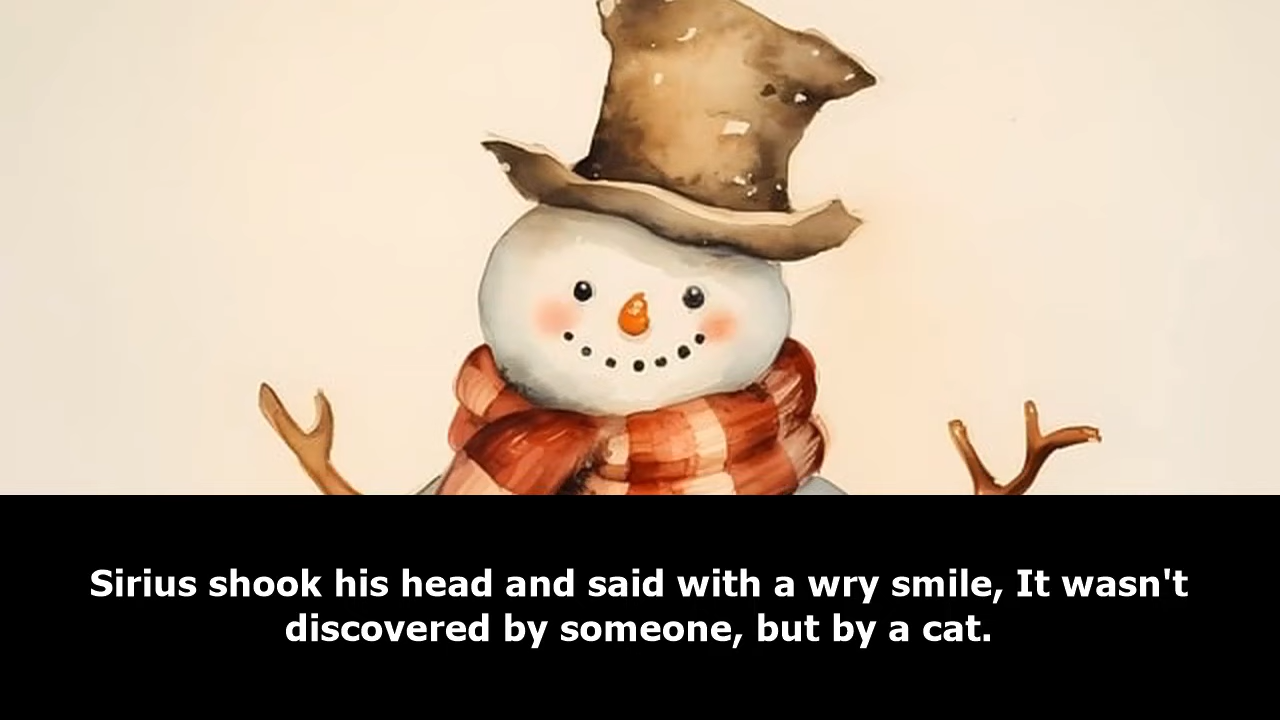 Sirius shook his head and said with a wry smile, It wasn't
discovered by someone, but by a cat.